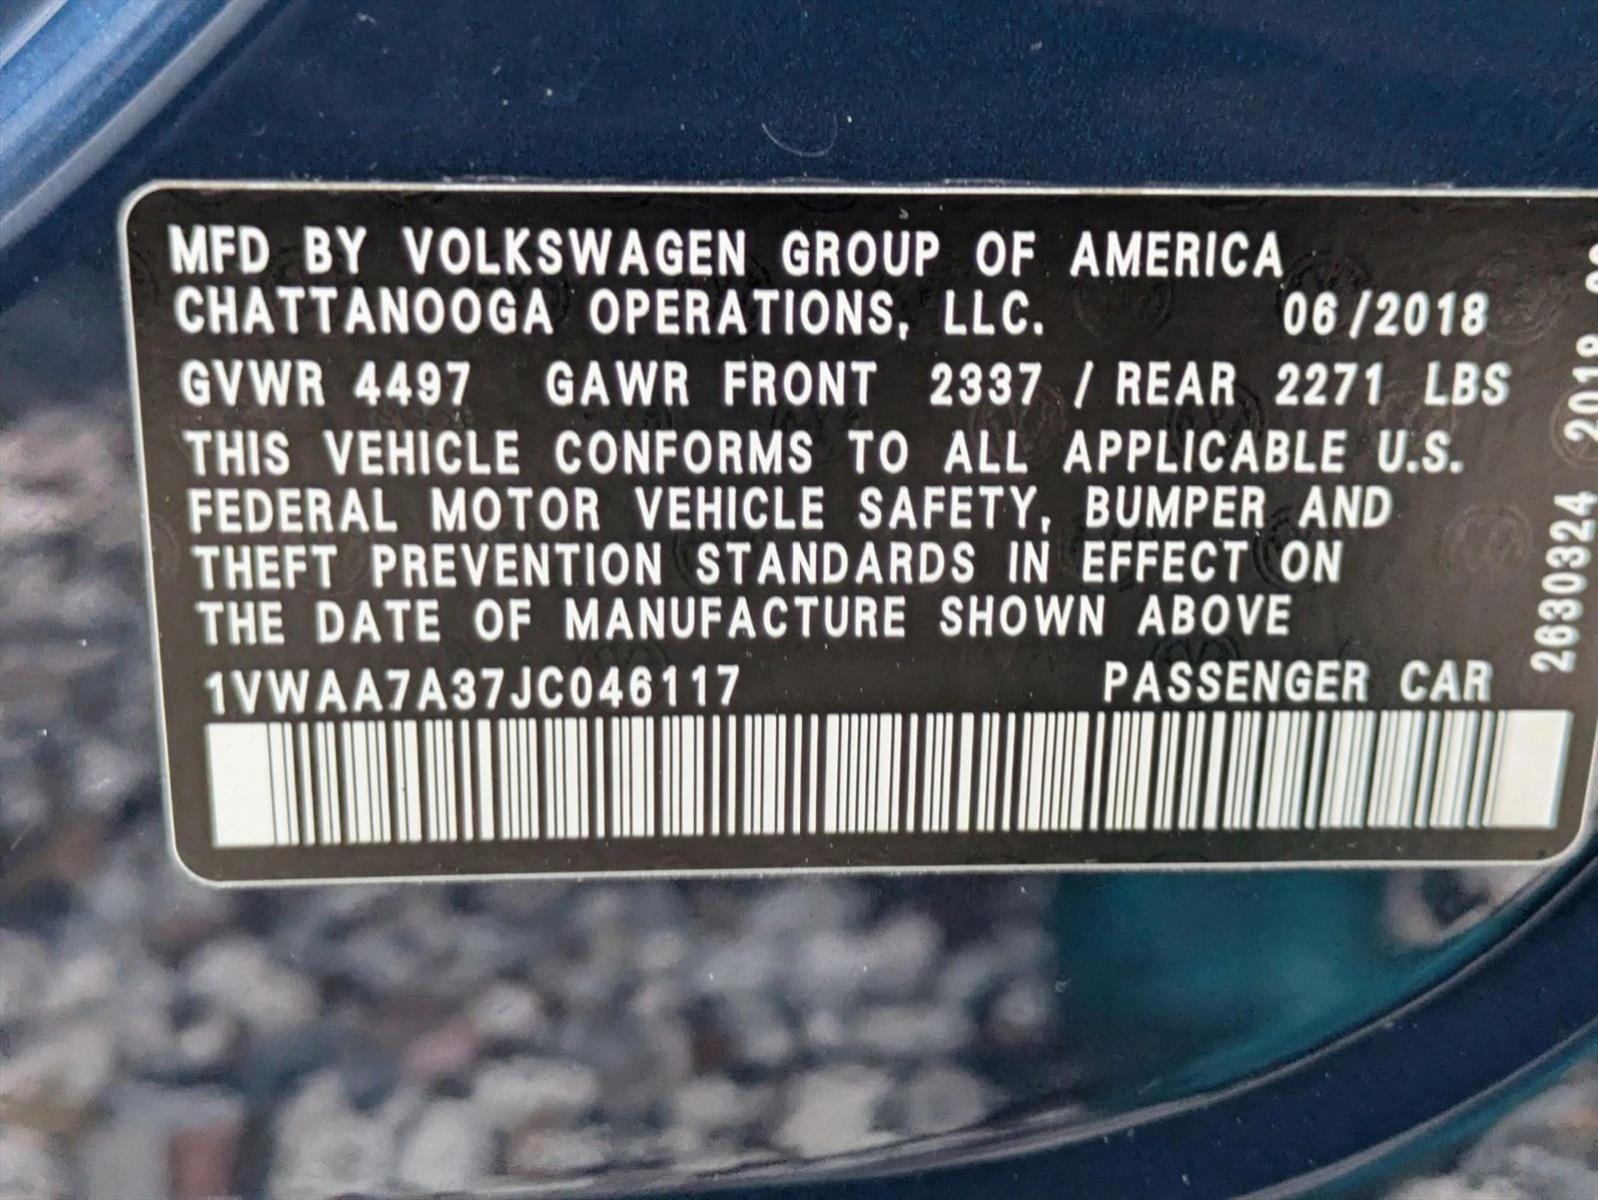 MFD BY VOLKSWAGEN GROUP OF AMERICA
CHATTANOOGA OPERATIONS, LLC. 06/2018
GVWR 4497 GAWR FRONT 2337 / REAR 2271 LBS
THIS VEHICLE CONFORMS TO ALL APPLICABLE U.S.
FEDERAL MOTOR VEHICLE SAFETY, BUMPER AND
THEFT PREVENTION STANDARDS IN EFFECT ON
THE DATE OF MANUFACTURE SHOWN ABOVE
1VWAA7A37JC046117 PASSENGER CAR
2630324 2018